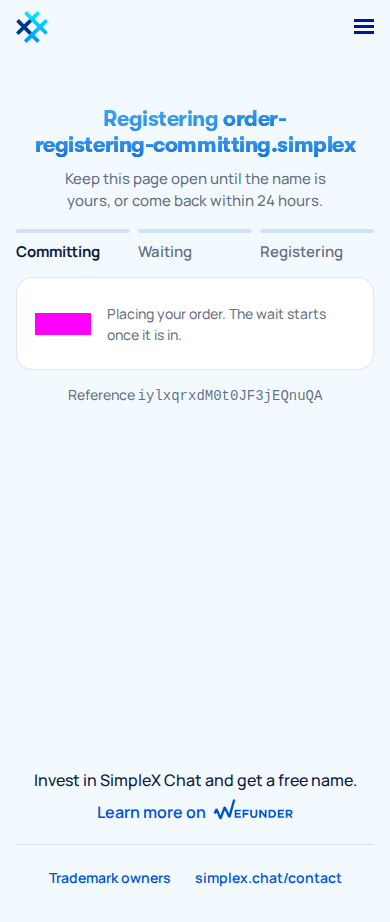 Registering order-
registering-committing.simplex
Keep this page open until the name is
yours, or come back within 24 hours.
Committing
Waiting
Registering
Placing your order. The wait starts
once it is in.
Reference iylxqrxdM0t0JF3jEQnuQA
Invest in SimpleX Chat and get a free name.
Learn more on WEFUNDER
Trademark owners
simplex.chat/contact